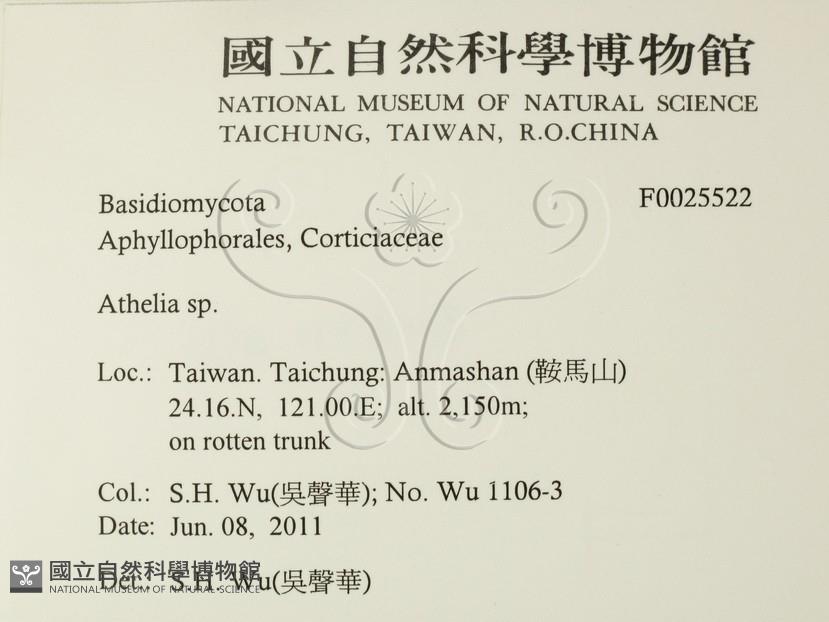 國立自然科學博物館
NATIONAL MUSEUM OF NATURAL SCIENCE
TAICHUNG, TAIWAN, R.O.CHINA
Basidiomycota F0025522
Aphyllophorales, Corticiaceae
Athelia sp.
Loc.: Taiwan. Taichung: Anmashan (鞍馬山)
24.16.N, 121.00.E; alt. 2,150m;
on rotten trunk
Col.: S.H. Wu(吳聲華); No. Wu 1106-3
Date: Jun. 08, 2011
Det.: S.H. Wu(吳聲華)
國立自然科學博物館
NATIONAL MUSEUM OF NATURAL SCIENCE